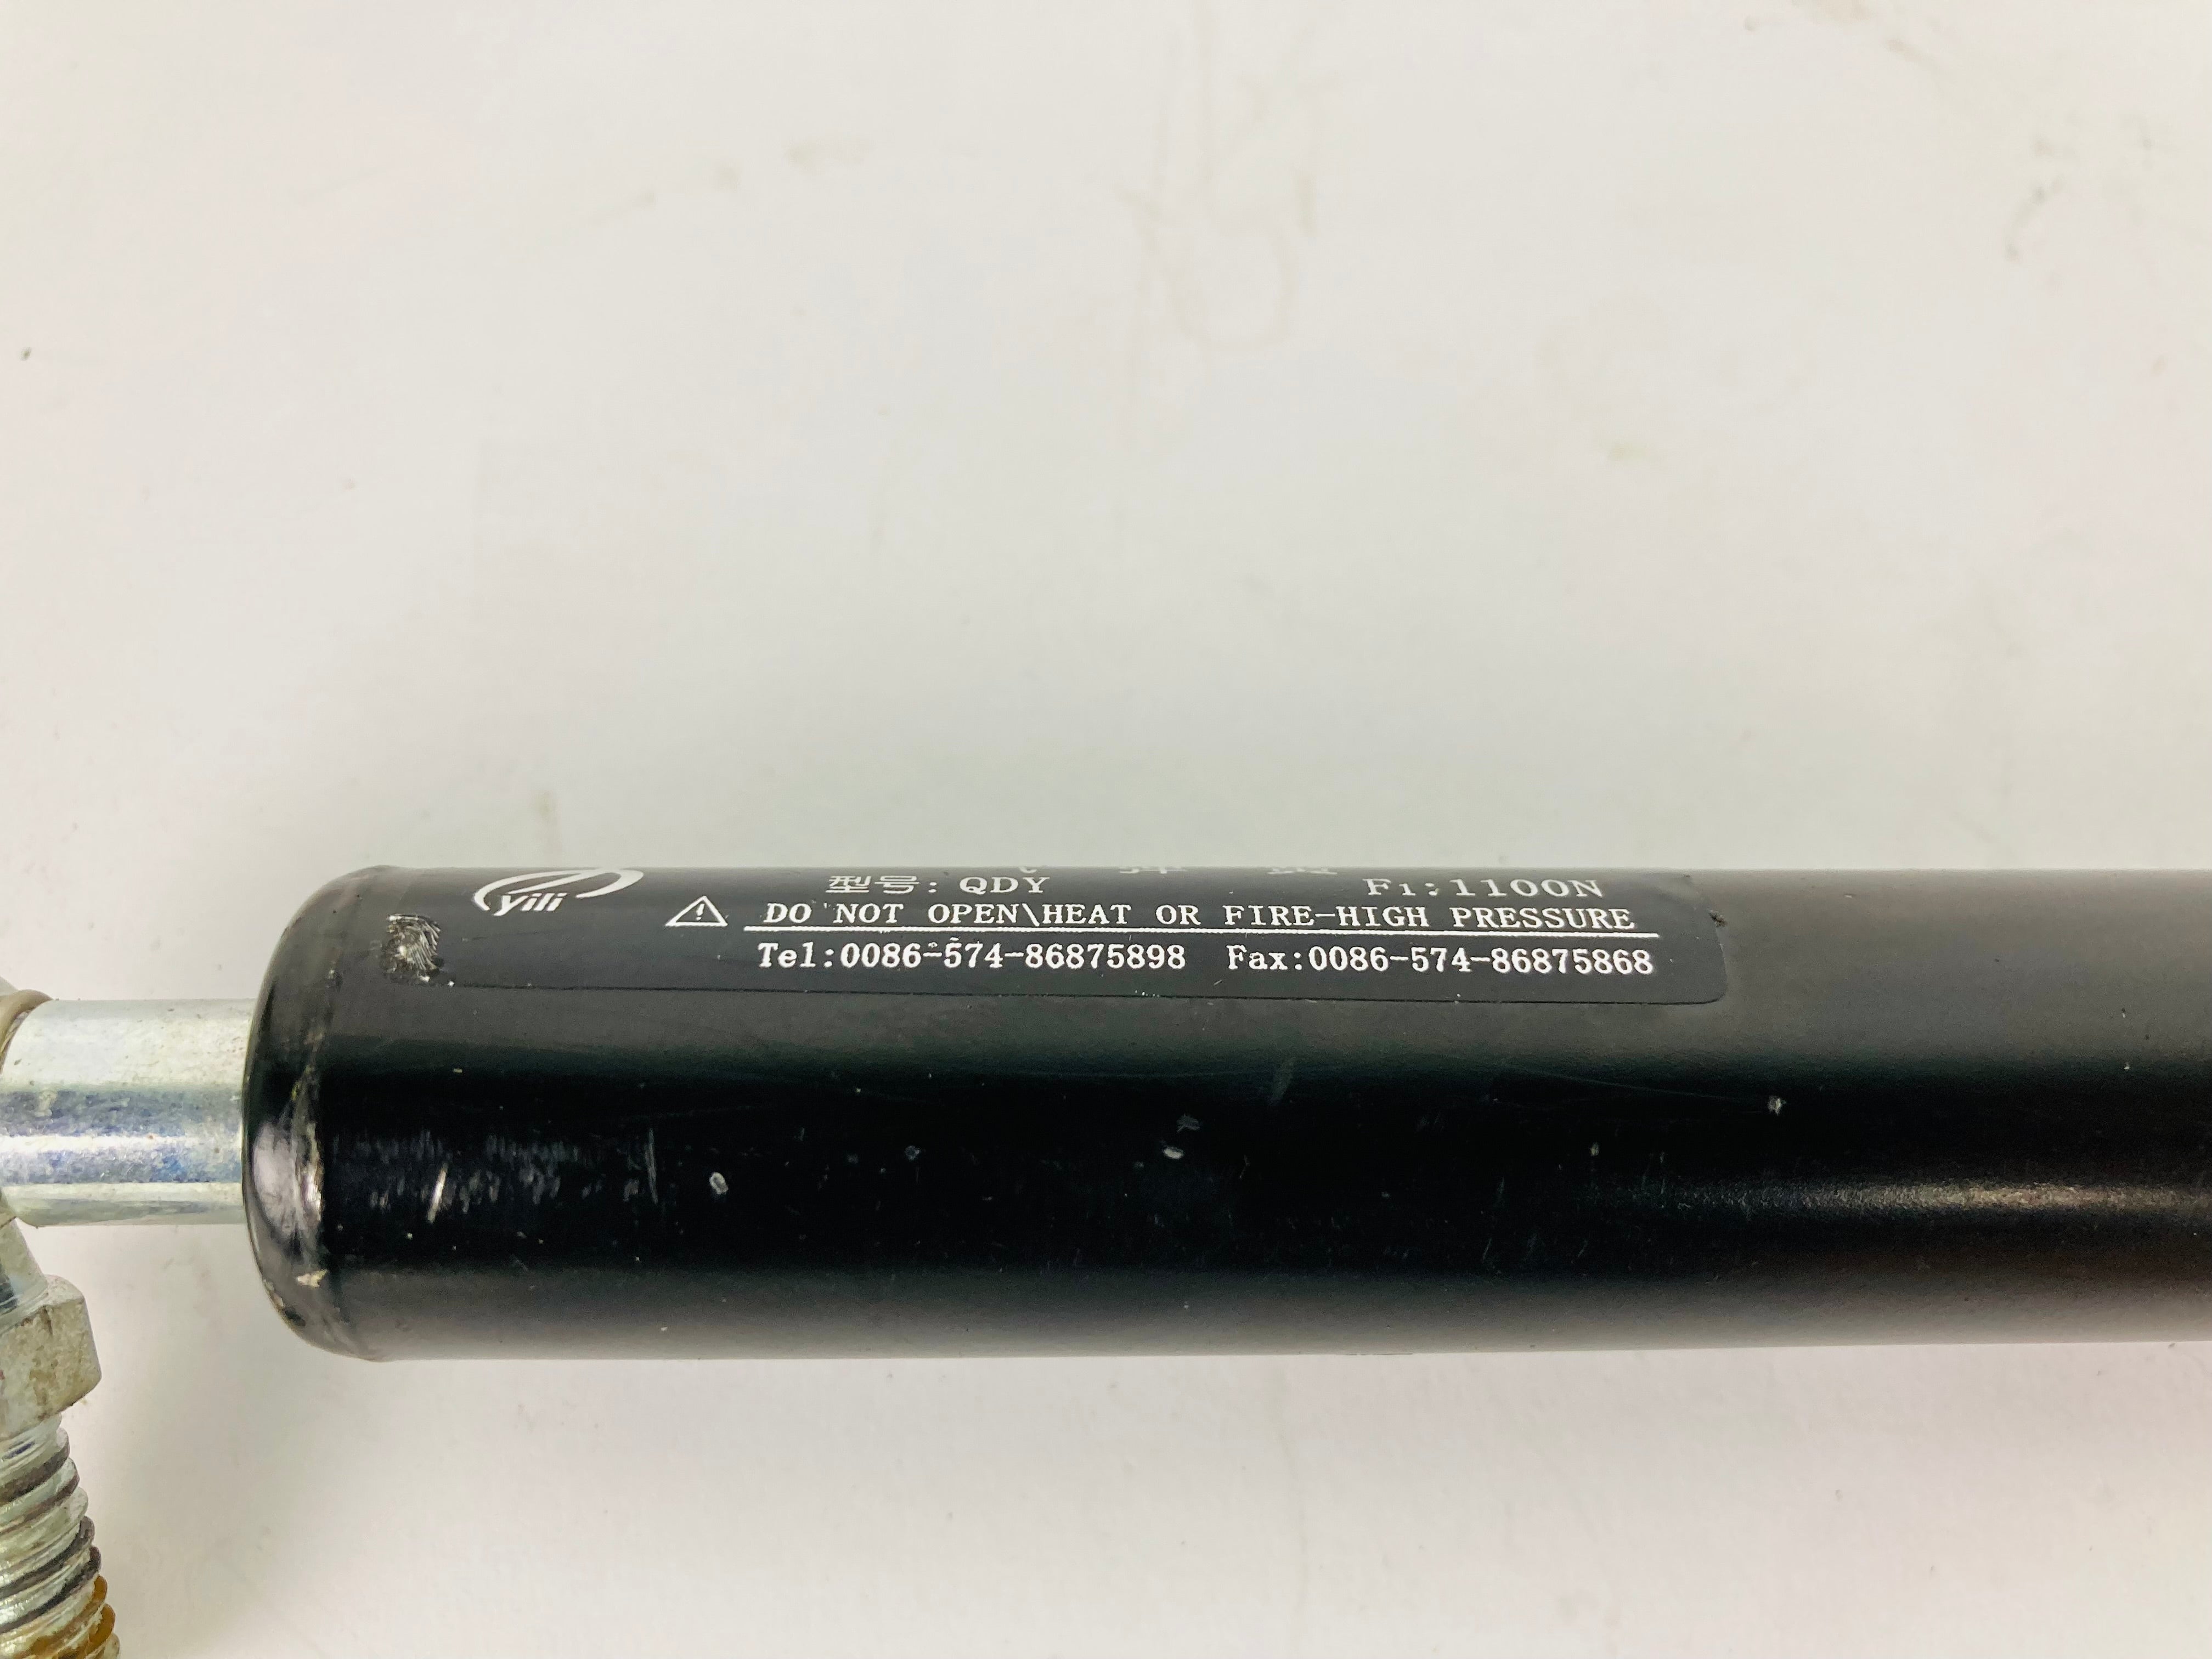 yili
型号: QDY F1:1100N
DO NOT OPEN\HEAT OR FIRE-HIGH PRESSURE
Tel:0086-574-86875898 Fax:0086-574-86875868